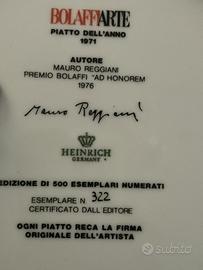 BOLAFFIARTE
PIATTO DELL'ANNO
1971
AUTORE
MAURO REGGIANI
PREMIO BOLAFFI "AD HONOREM
1976
Mauro Reggiani
HEINRICH
GERMANY
EDIZIONE DI 500 ESEMPLARI NUMERATI
ESEMPLARE N. 322
CERTIFICATO DALL'EDITORE
OGNI PIATTO RECA LA FIRMA
ORIGINALE DELL'ARTISTA
subito